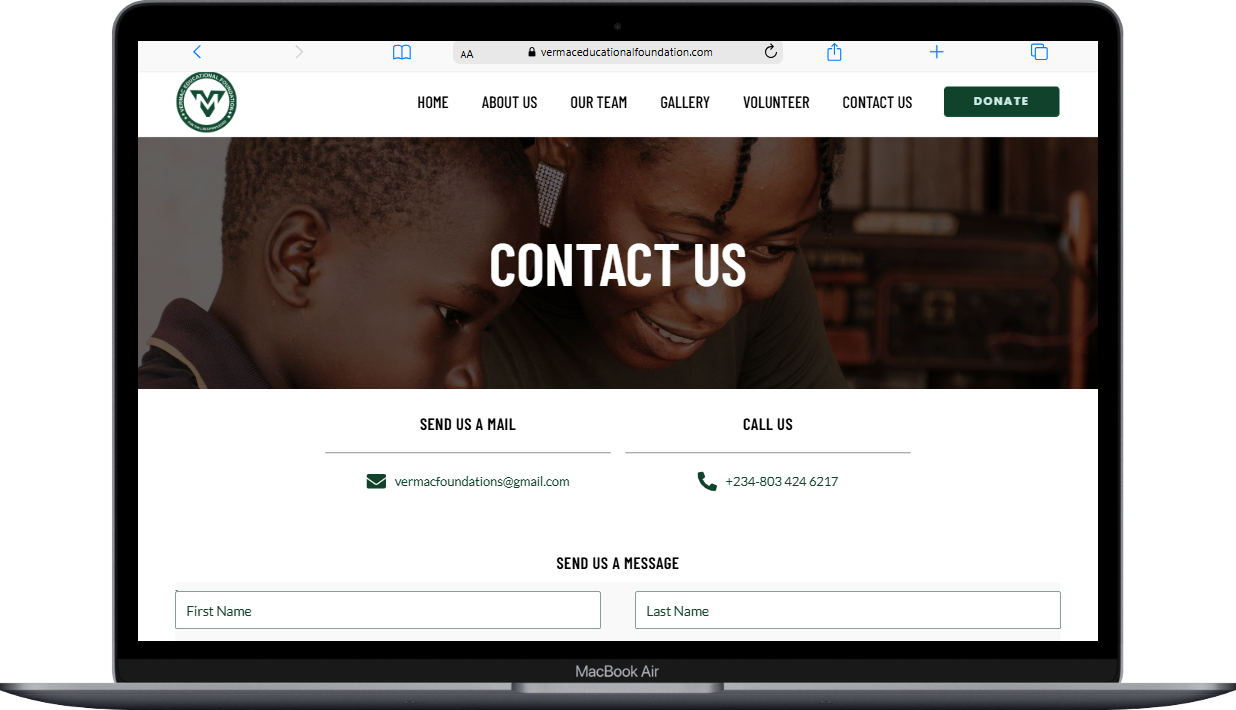 AA
vermaceducationalfoundation.com
VERMAC EDUCATIONAL FOUNDATION
HOME
ABOUT US
OUR TEAM
GALLERY
VOLUNTEER
CONTACT US
DONATE
CONTACT US
SEND US A MAIL
CALL US
vermacfoundations@gmail.com
+234-803 424 6217
SEND US A MESSAGE
First Name
Last Name
MacBook Air